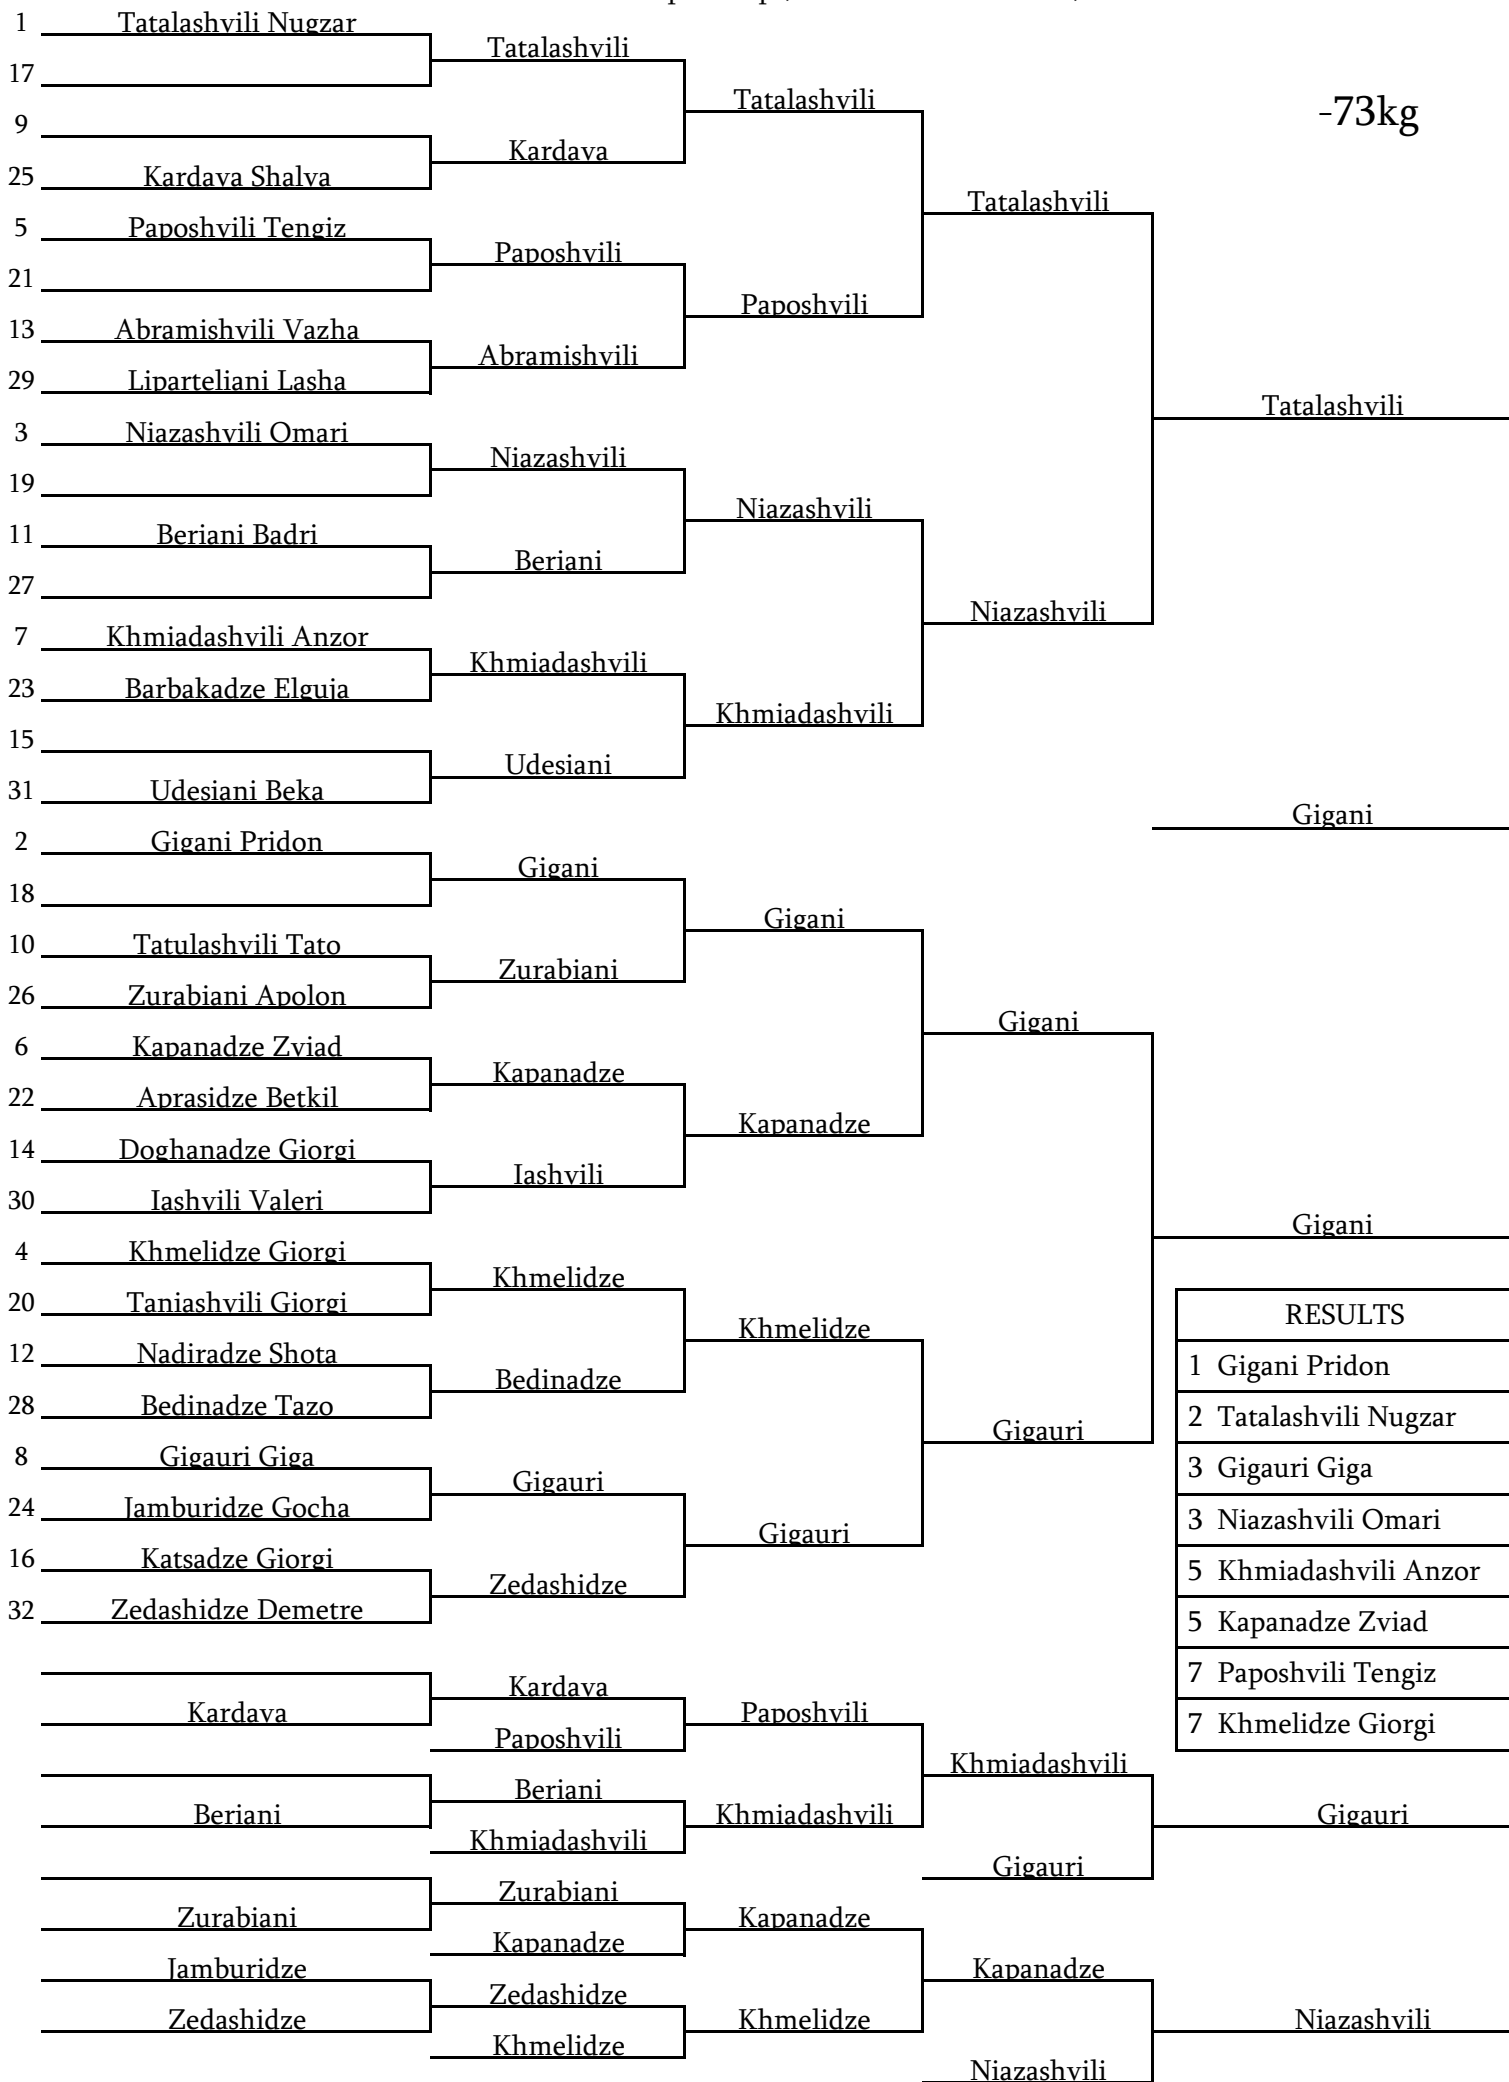 -73kg
1 Tatalashvili Nugzar
17
9
25 Kardava Shalva
5 Paposhvili Tengiz
21
13 Abramishvili Vazha
29 Liparteliani Lasha
3 Niazashvili Omari
19
11 Beriani Badri
27
7 Khmiadashvili Anzor
23 Barbakadze Elguja
15
31 Udesiani Beka
2 Gigani Pridon
18
10 Tatulashvili Tato
26 Zurabiani Apolon
6 Kapanadze Zviad
22 Aprasidze Betkil
14 Doghanadze Giorgi
30 Iashvili Valeri
4 Khmelidze Giorgi
20 Taniashvili Giorgi
12 Nadiradze Shota
28 Bedinadze Tazo
8 Gigauri Giga
24 Jamburidze Gocha
16 Katsadze Giorgi
32 Zedashidze Demetre
Tatalashvili
Kardava
Paposhvili
Abramishvili
Niazashvili
Beriani
Khmiadashvili
Udesiani
Gigani
Zurabiani
Kapanadze
Iashvili
Khmelidze
Bedinadze
Gigauri
Zedashidze
Tatalashvili
Paposhvili
Niazashvili
Khmiadashvili
Gigani
Kapanadze
Khmelidze
Gigauri
Tatalashvili
Niazashvili
Gigani
Gigauri
Tatalashvili
Gigani
Gigani
RESULTS
1 Gigani Pridon
2 Tatalashvili Nugzar
3 Gigauri Giga
3 Niazashvili Omari
5 Khmiadashvili Anzor
5 Kapanadze Zviad
7 Paposhvili Tengiz
7 Khmelidze Giorgi
Kardava
Beriani
Zurabiani
Jamburidze
Zedashidze
Kardava
Paposhvili
Beriani
Khmiadashvili
Zurabiani
Kapanadze
Zedashidze
Khmelidze
Paposhvili
Khmiadashvili
Kapanadze
Khmelidze
Khmiadashvili
Gigauri
Kapanadze
Niazashvili
Gigauri
Niazashvili